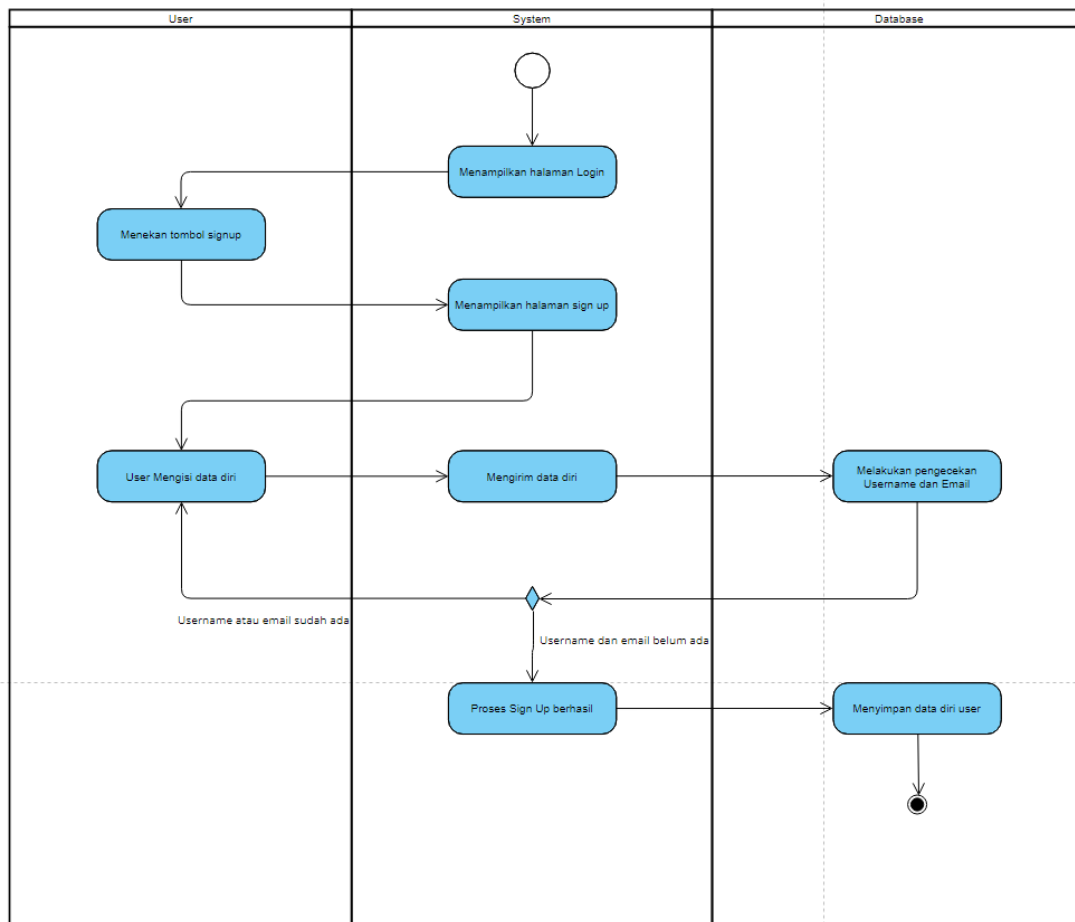 User
System
Database
Menampilkan halaman Login
Menekan tombol signup
Menampilkan halaman sign up
User Mengisi data diri
Mengirim data diri
Melakukan pengecekan
Username dan Email
Username atau email sudah ada
Username dan email belum ada
Proses Sign Up berhasil
Menyimpan data diri user